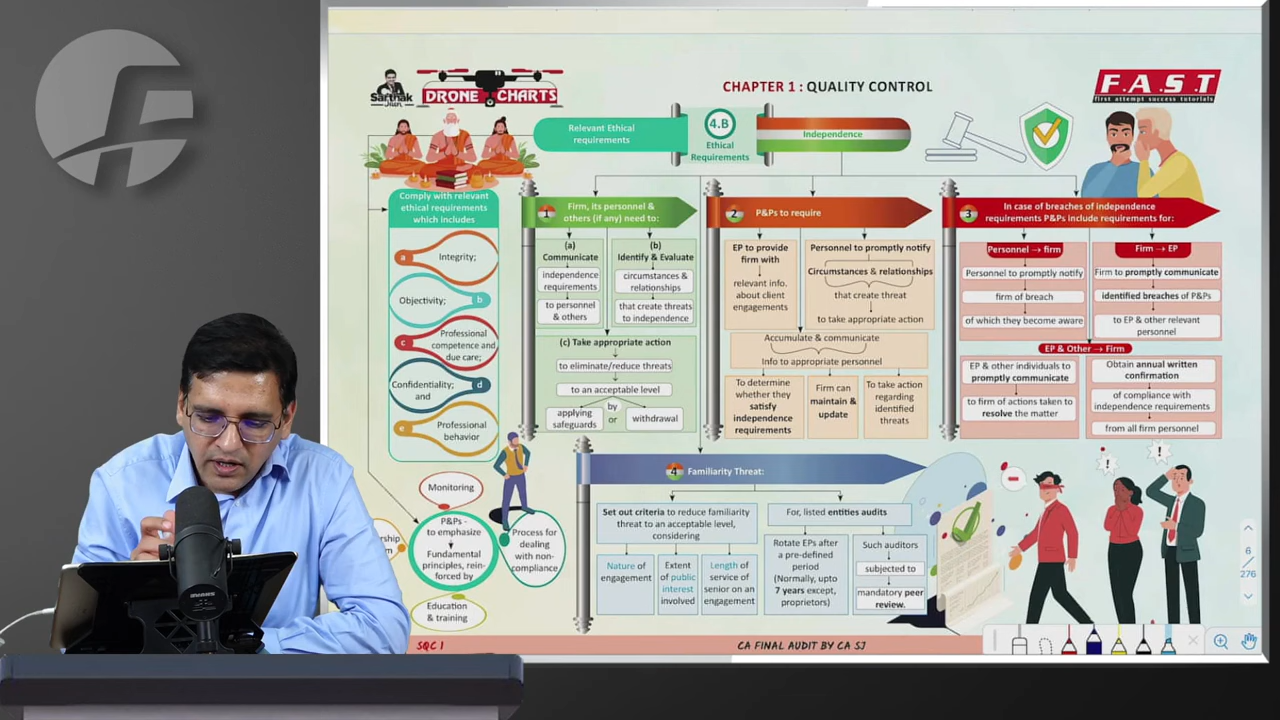 Sarthak
Jain
DRONE CHARTS
CHAPTER 1 : QUALITY CONTROL
F.A.S.T
first attempt success tutorials
Relevant Ethical
requirements
4.B
Ethical
Requirements
Independence
Comply with relevant
ethical requirements
which includes
a
Integrity;
Objectivity;
b
c
Professional
competence and
due care;
Confidentiality;
and
d
e
Professional
behavior
1
Firm, its personnel &
others (if any) need to:
(a)
Communicate
independence
requirements
to personnel
& others
(b)
Identify & Evaluate
circumstances &
relationships
that create threats
to independence
(c) Take appropriate action
to eliminate/reduce threats
to an acceptable level
by
or
applying
safeguards
withdrawal
2
P&Ps to require
EP to provide
firm with
relevant info.
about client
engagements
Personnel to promptly notify
Circumstances & relationships
that create threat
to take appropriate action
Accumulate & communicate
Info to appropriate personnel
To determine
whether they
satisfy
independence
requirements
Firm can
maintain &
update
To take action
regarding
identified
threats
3
In case of breaches of independence
requirements P&Ps include requirements for:
Personnel → firm
Personnel to promptly notify
firm of breach
of which they become aware
Firm → EP
Firm to promptly communicate
identified breaches of P&Ps
to EP & other relevant
personnel
EP & Other → Firm
EP & other individuals to
promptly communicate
to firm of actions taken to
resolve the matter
Obtain annual written
confirmation
of compliance with
independence requirements
from all firm personnel
4
Familiarity Threat:
Set out criteria to reduce familiarity
threat to an acceptable level,
considering
Nature of
engagement
Extent
of public
interest
involved
Length of
service of
senior on an
engagement
For, listed entities audits
Rotate EPs after
a pre-defined
period
(Normally, upto
7 years except,
proprietors)
Such auditors
subjected to
mandatory peer
review.
Monitoring
P&Ps -
to emphasize
Fundamental
principles, rein-
forced by
Process for
dealing
with non-
compliance.
Education
& training
6
276
SQC 1
CA FINAL AUDIT BY CA SJ